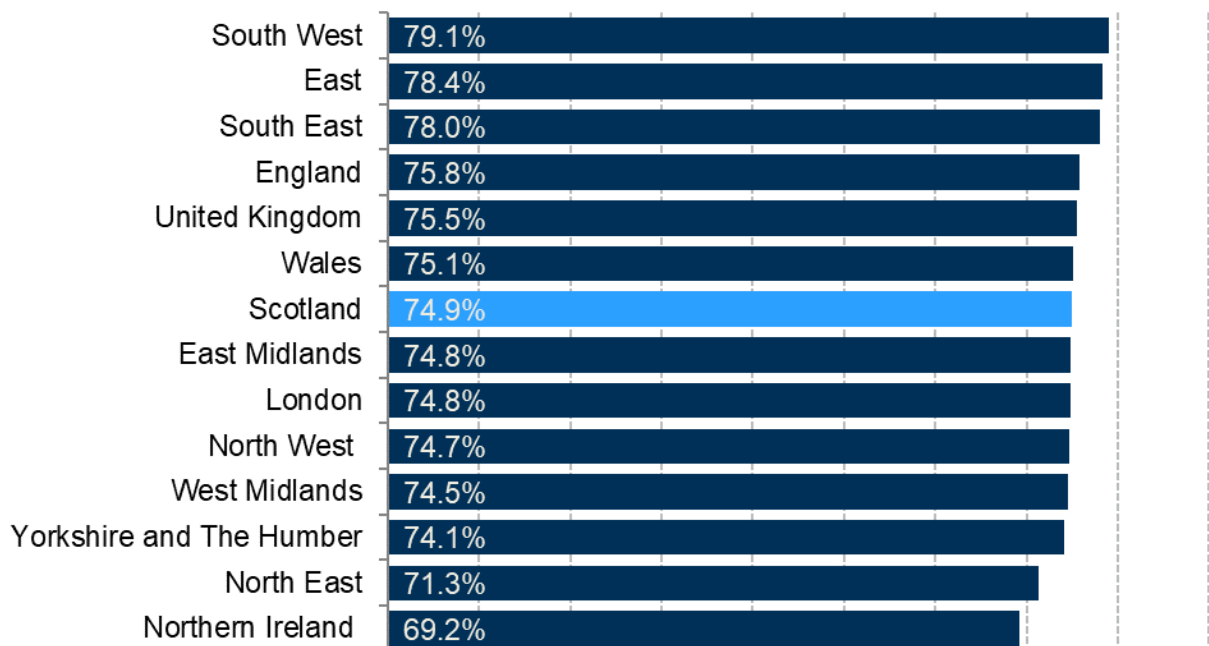 South West 79.1%
East 78.4%
South East 78.0%
England 75.8%
United Kingdom 75.5%
Wales 75.1%
Scotland 74.9%
East Midlands 74.8%
London 74.8%
North West 74.7%
West Midlands 74.5%
Yorkshire and The Humber 74.1%
North East 71.3%
Northern Ireland 69.2%